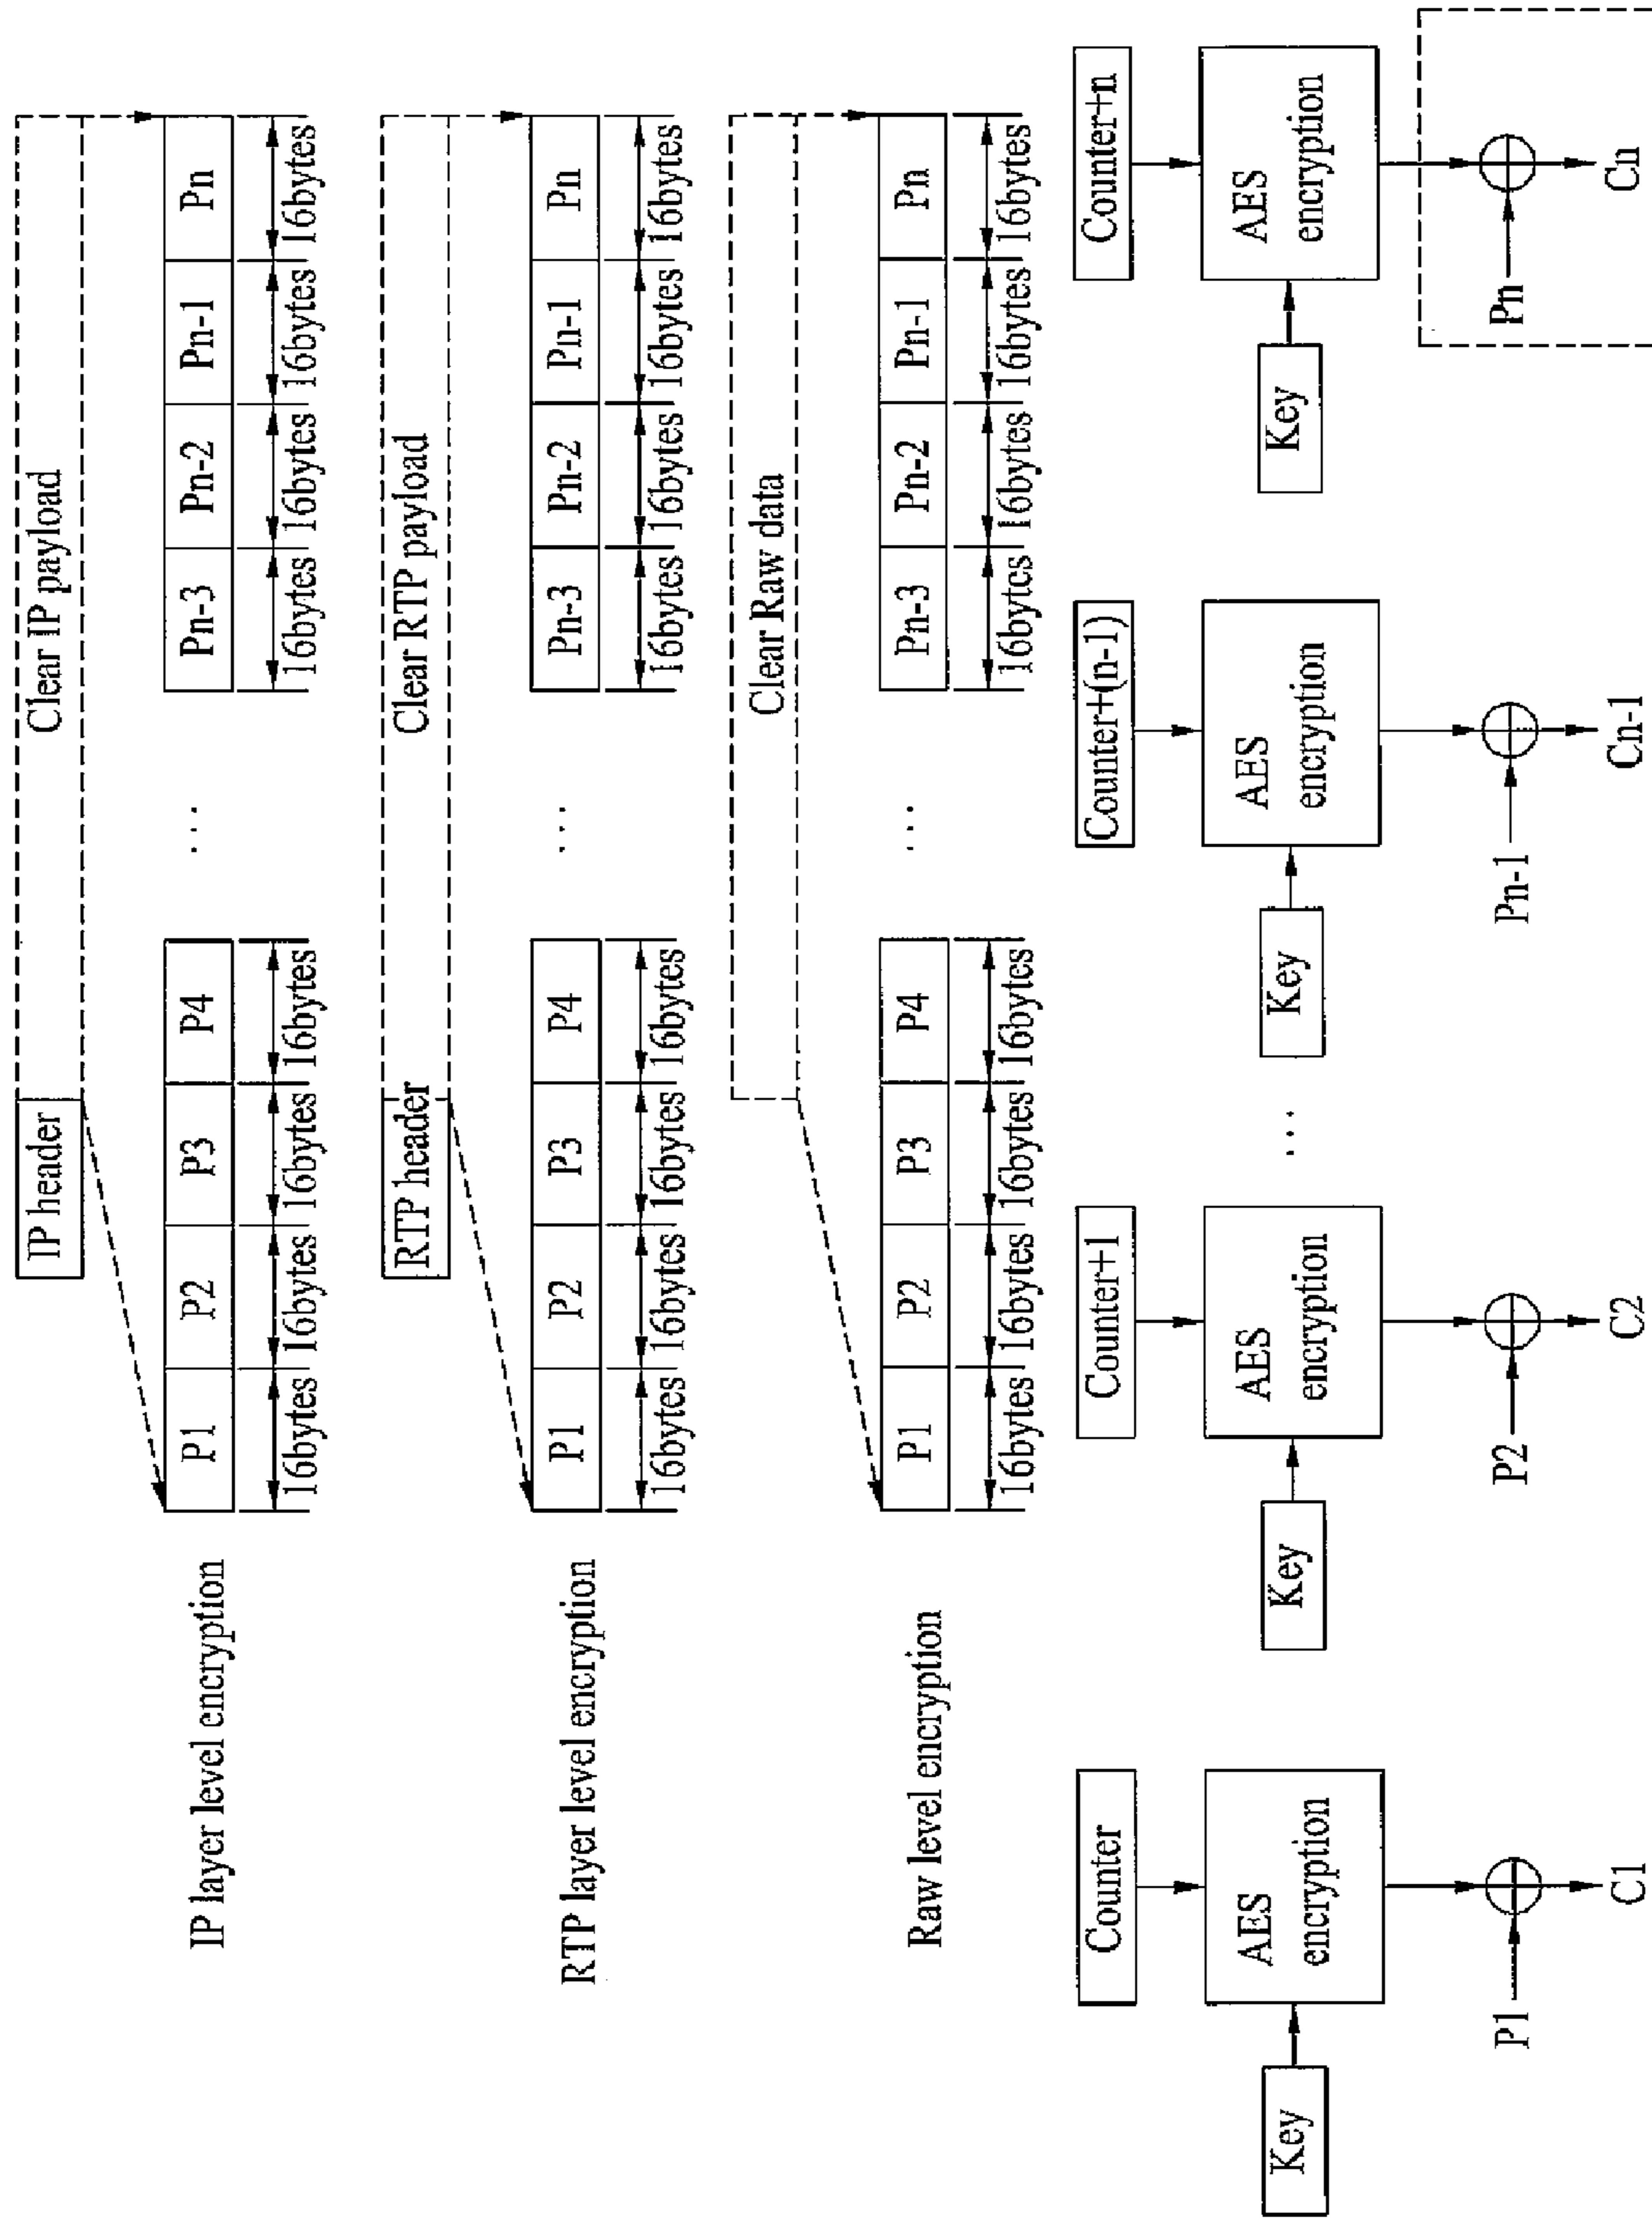 IP header
Clear IP payload
IP layer level encryption
P1 P2 P3 P4 ... Pn-3 Pn-2 Pn-1 Pn
16bytes 16bytes 16bytes 16bytes 16bytes 16bytes 16bytes 16bytes
RTP header
Clear RTP payload
RTP layer level encryption
P1 P2 P3 P4 ... Pn-3 Pn-2 Pn-1 Pn
16bytes 16bytes 16bytes 16bytes 16bytes 16bytes 16bytes 16bytes
Clear Raw data
Raw level encryption
P1 P2 P3 P4 ... Pn-3 Pn-2 Pn-1 Pn
16bytes 16bytes 16bytes 16bytes 16bytes 16bytes 16bytes 16bytes
Counter
Key
AES
encryption
P1
C1
Counter+1
Key
AES
encryption
P2
C2
...
Counter+(n-1)
Key
AES
encryption
Pn-1
Cn-1
Counter+n
Key
AES
encryption
Pn
Cn